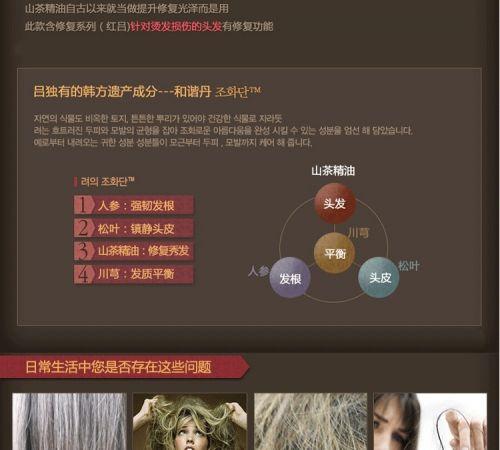 山茶精油自古以来就当做提升修复光泽而是用
此款含修复系列（红吕)针对烫发损伤的头发有修复功能
吕独有的韩方遗产成分---和谐丹 조화단™
자연의 식물도 비옥한 토지, 튼튼한 뿌리가 있어야 건강한 식물로 자라듯
려는 흐트러진 두피와 모발의 균형을 잡아 조화로운 아름다움을 완성 시킬 수 있는 성분을 엄선 해 담았습니다.
예로부터 내려오는 귀한 성분 성분들이 모근부터 두피 , 모발까지 케어 해 줍니다.
려의 조화단™
1 人参：强韧发根
2 松叶：镇静头皮
3 山茶精油：修复秀发
4 川芎：发质平衡
山茶精油
头发
川芎
平衡
人参
发根
头皮
松叶
日常生活中您是否存在这些问题